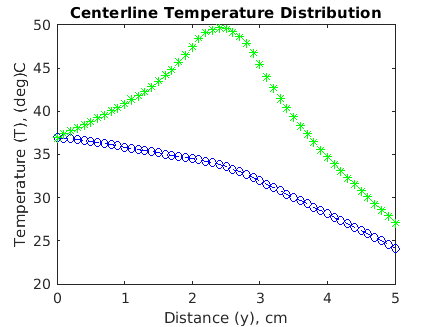 Centerline Temperature Distribution
50
45
40
35
30
25
20
Temperature (T), (deg)C
0 1 2 3 4 5
Distance (y), cm